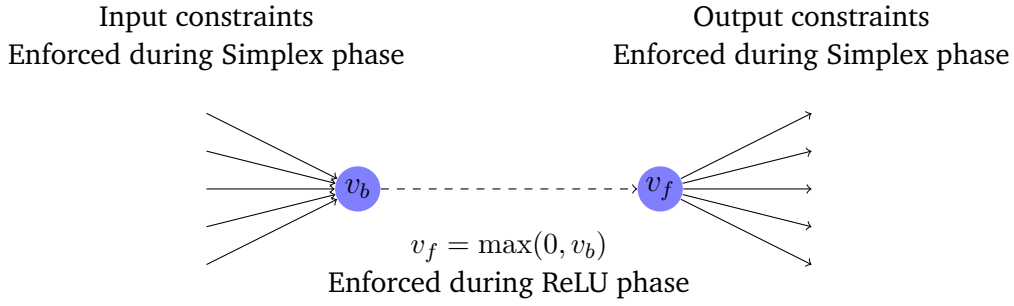 Input constraints
Enforced during Simplex phase
Output constraints
Enforced during Simplex phase
v_b
v_f
v_f = max(0, v_b)
Enforced during ReLU phase